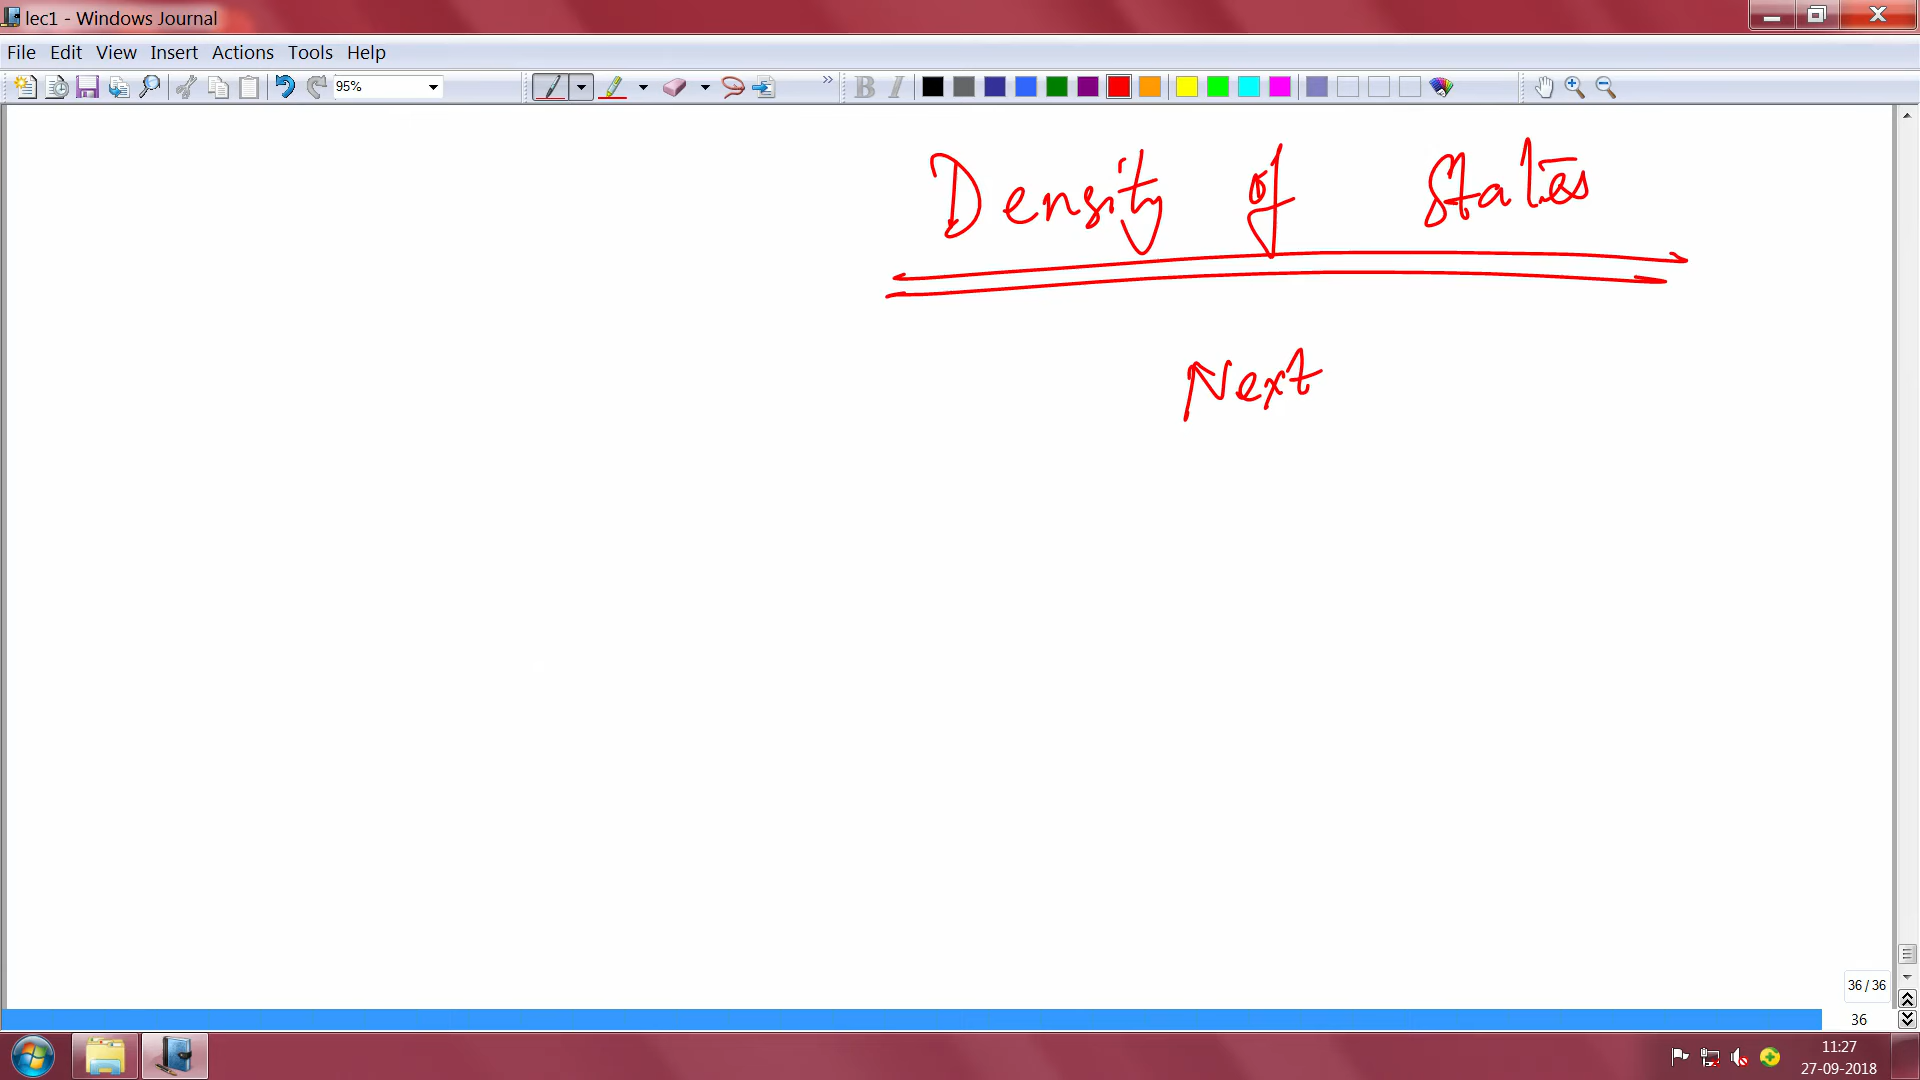 lec1 - Windows Journal
File Edit View Insert Actions Tools Help
95%
Density of States
Next
36 / 36
36
11:27
27-09-2018